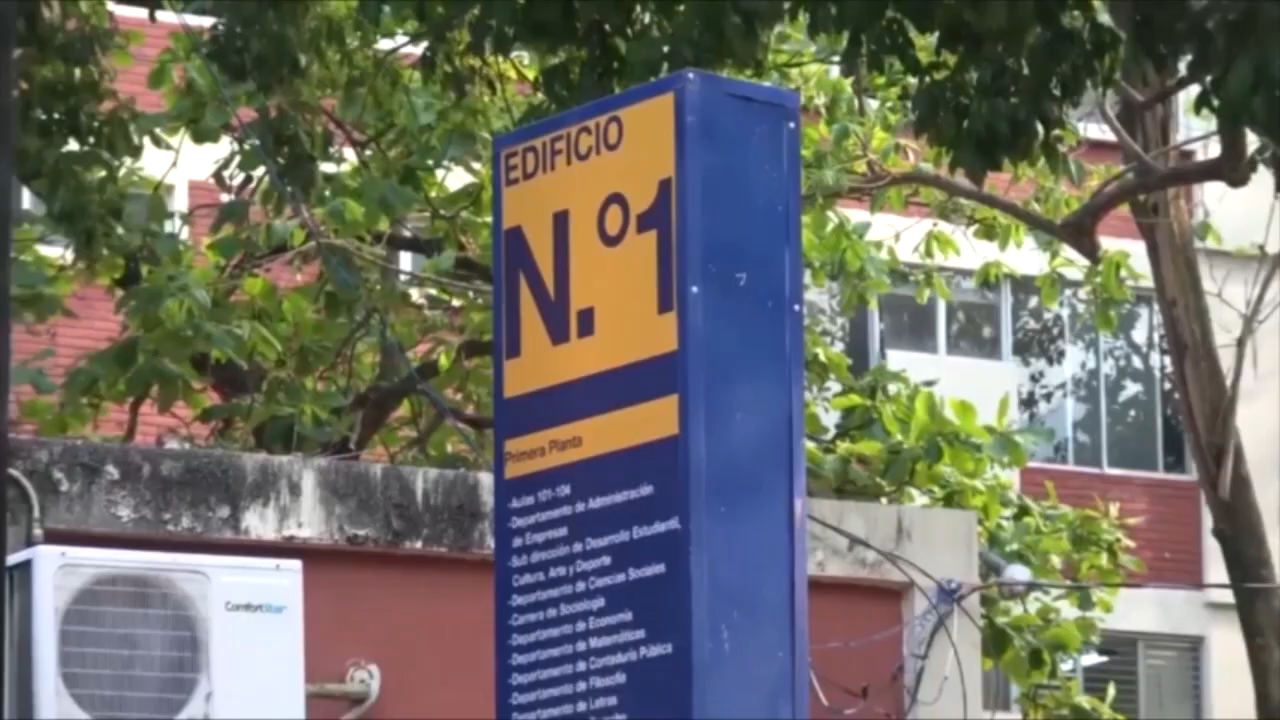 EDIFICIO
N.º1
Primera Planta
-Aulas 101-104
-Departamento de Administración
de Empresas
-Sub dirección de Desarrollo Estudiantil,
Cultura, Arte y Deporte
-Departamento de Ciencias Sociales
-Carrera de Sociología
-Departamento de Economía
-Departamento de Matemáticas
-Departamento de Contaduría Pública
-Departamento de Filosofía
-Departamento de Letras
Comfortstar